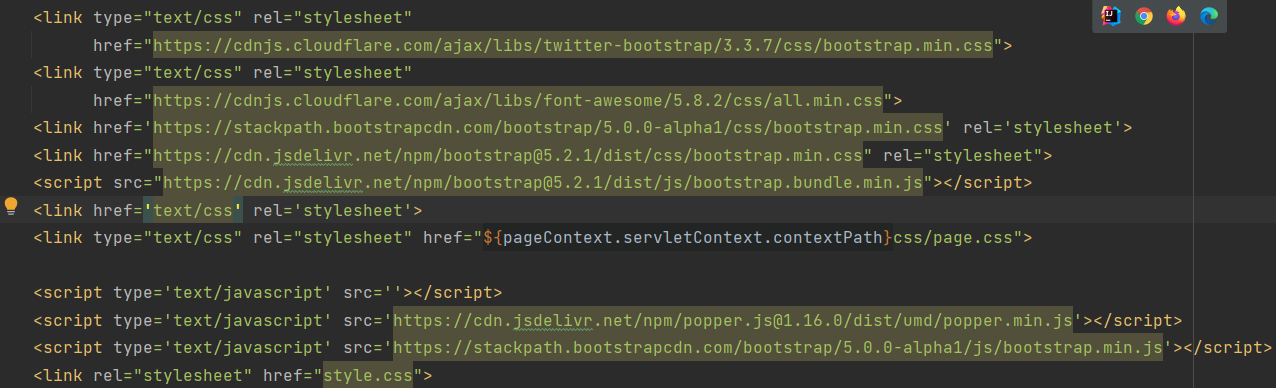 <link type="text/css" rel="stylesheet"
href="https://cdnjs.cloudflare.com/ajax/libs/twitter-bootstrap/3.3.7/css/bootstrap.min.css">
<link type="text/css" rel="stylesheet"
href="https://cdnjs.cloudflare.com/ajax/libs/font-awesome/5.8.2/css/all.min.css">
<link href='https://stackpath.bootstrapcdn.com/bootstrap/5.0.0-alpha1/css/bootstrap.min.css' rel='stylesheet'>
<link href="https://cdn.jsdelivr.net/npm/bootstrap@5.2.1/dist/css/bootstrap.min.css" rel="stylesheet">
<script src="https://cdn.jsdelivr.net/npm/bootstrap@5.2.1/dist/js/bootstrap.bundle.min.js"></script>
<link href='text/css' rel='stylesheet'>
<link type="text/css" rel="stylesheet" href="${pageContext.servletContext.contextPath}css/page.css">
<script type='text/javascript' src=''></script>
<script type='text/javascript' src='https://cdn.jsdelivr.net/npm/popper.js@1.16.0/dist/umd/popper.min.js'></script>
<script type='text/javascript' src='https://stackpath.bootstrapcdn.com/bootstrap/5.0.0-alpha1/js/bootstrap.min.js'></script>
<link rel="stylesheet" href="style.css">